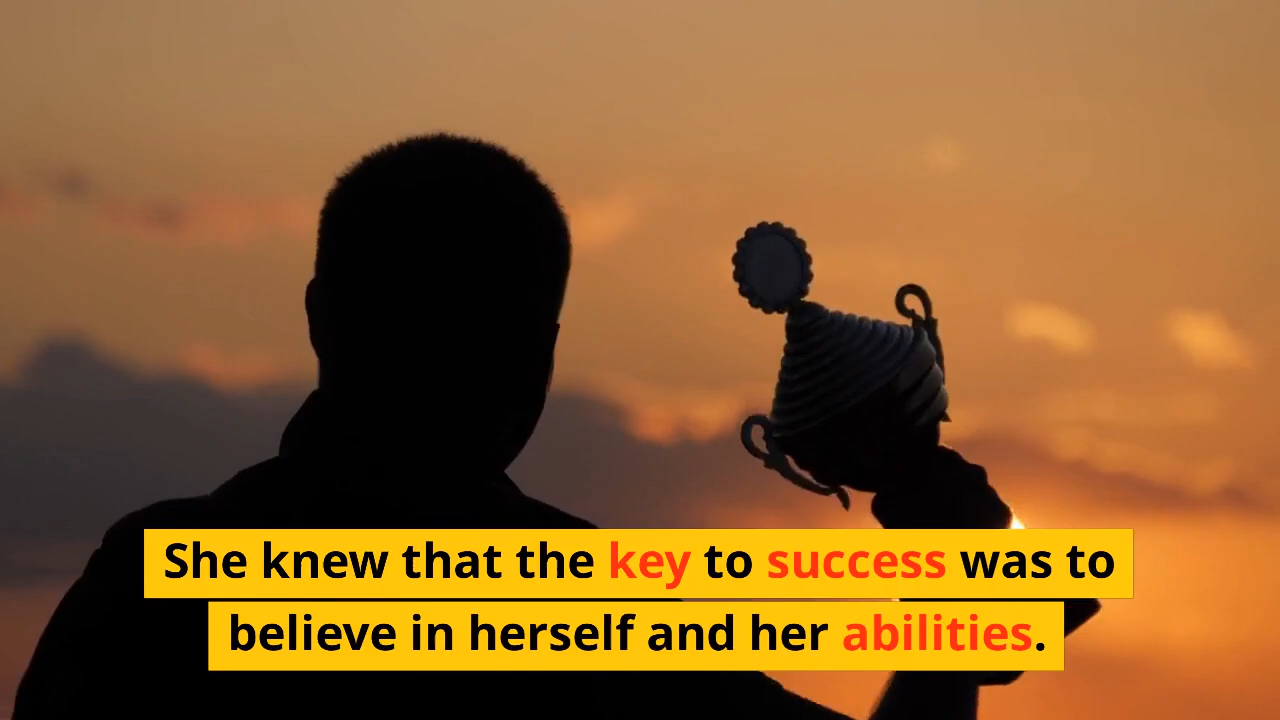 She knew that the key to success was to
believe in herself and her abilities.